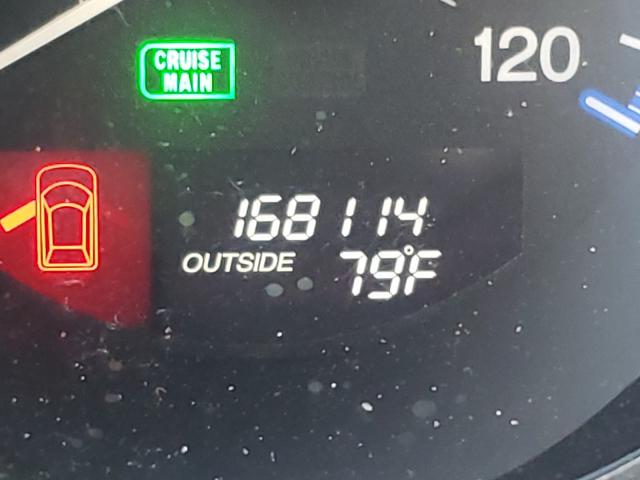 120
CRUISE
MAIN
168114
OUTSIDE 79°F